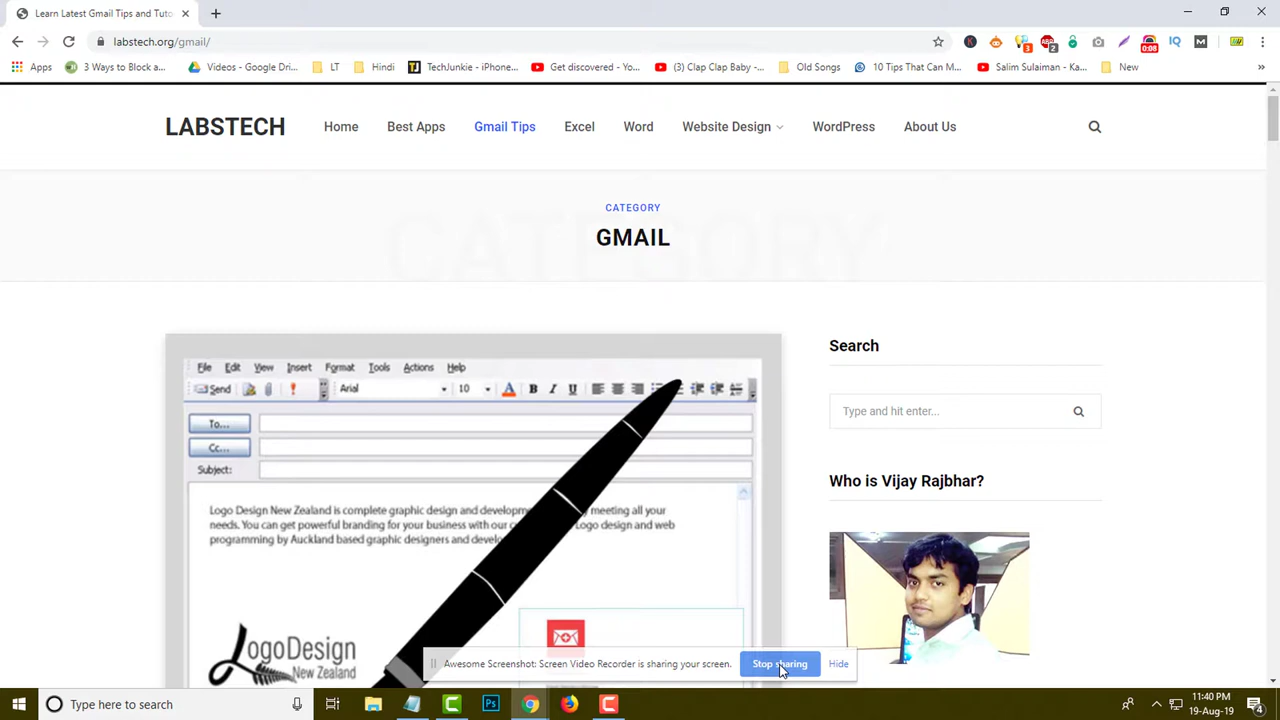 Learn Latest Gmail Tips and Tuto
labstech.org/gmail/
3
2
0:08
Apps
3 Ways to Block a...
Videos - Google Dri...
LT
Hindi
TechJunkie - iPhone...
Get discovered - Yo...
(3) Clap Clap Baby -...
Old Songs
10 Tips That Can M...
Salim Sulaiman - Ka...
New
»
LABSTECH
Home
Best Apps
Gmail Tips
Excel
Word
Website Design
WordPress
About Us
CATEGORY
CATEGORY
GMAIL
File Edit View Insert Format Tools Actions Help
Send Arial 10 A B I U
To...
Cc...
Subject:
Logo Design New Zealand is complete graphic design and meeting all your
needs. You can get powerful branding for your business with our Logo design and web
programming by Auckland based graphic designers and
LogoDesign
New Zealand
Search
Type and hit enter...
Who is Vijay Rajbhar?
Awesome Screenshot: Screen Video Recorder is sharing your screen.
Stop sharing
Hide
Type here to search
11:40 PM
19-Aug-19
4